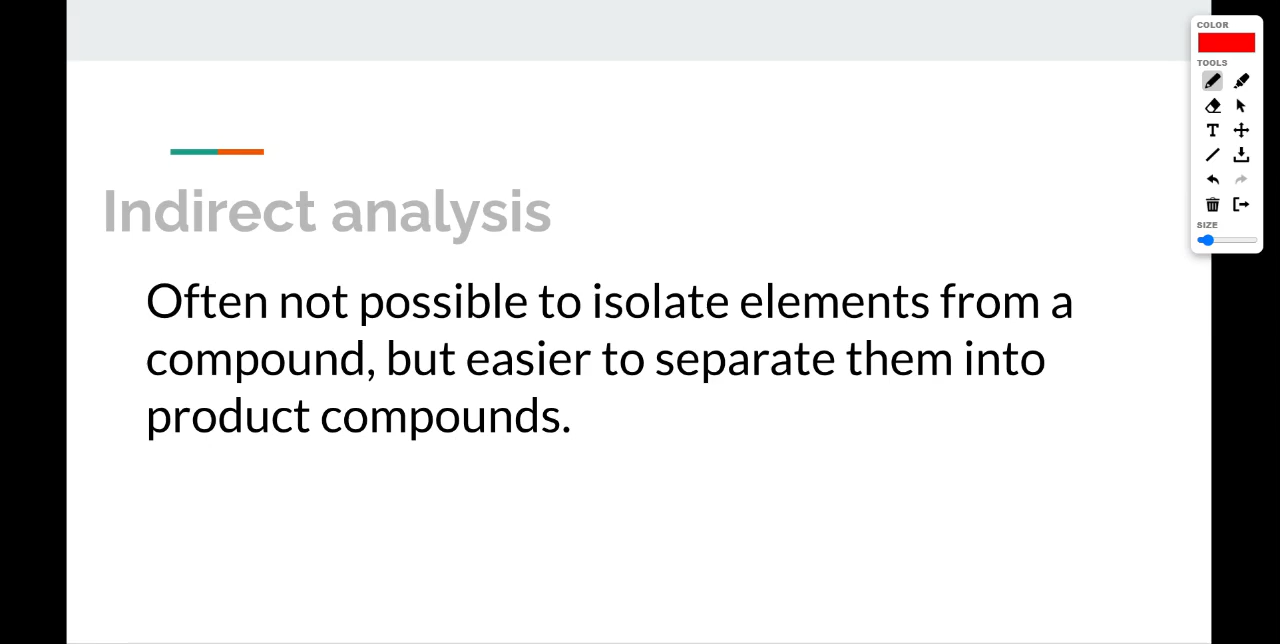 COLOR
TOOLS
SIZE
Indirect analysis
Often not possible to isolate elements from a
compound, but easier to separate them into
product compounds.